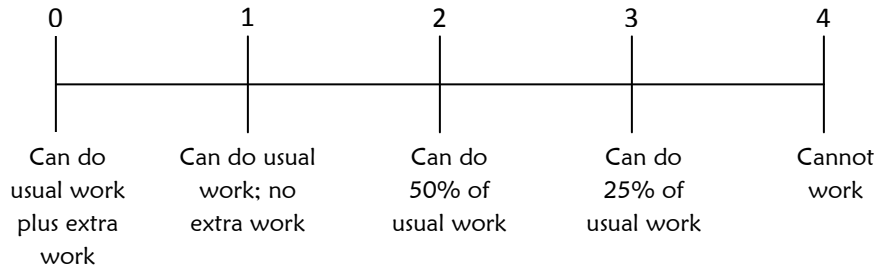 0 1 2 3 4
Can do
usual work
plus extra
work
Can do usual
work; no
extra work
Can do
50% of
usual work
Can do
25% of
usual work
Cannot
work